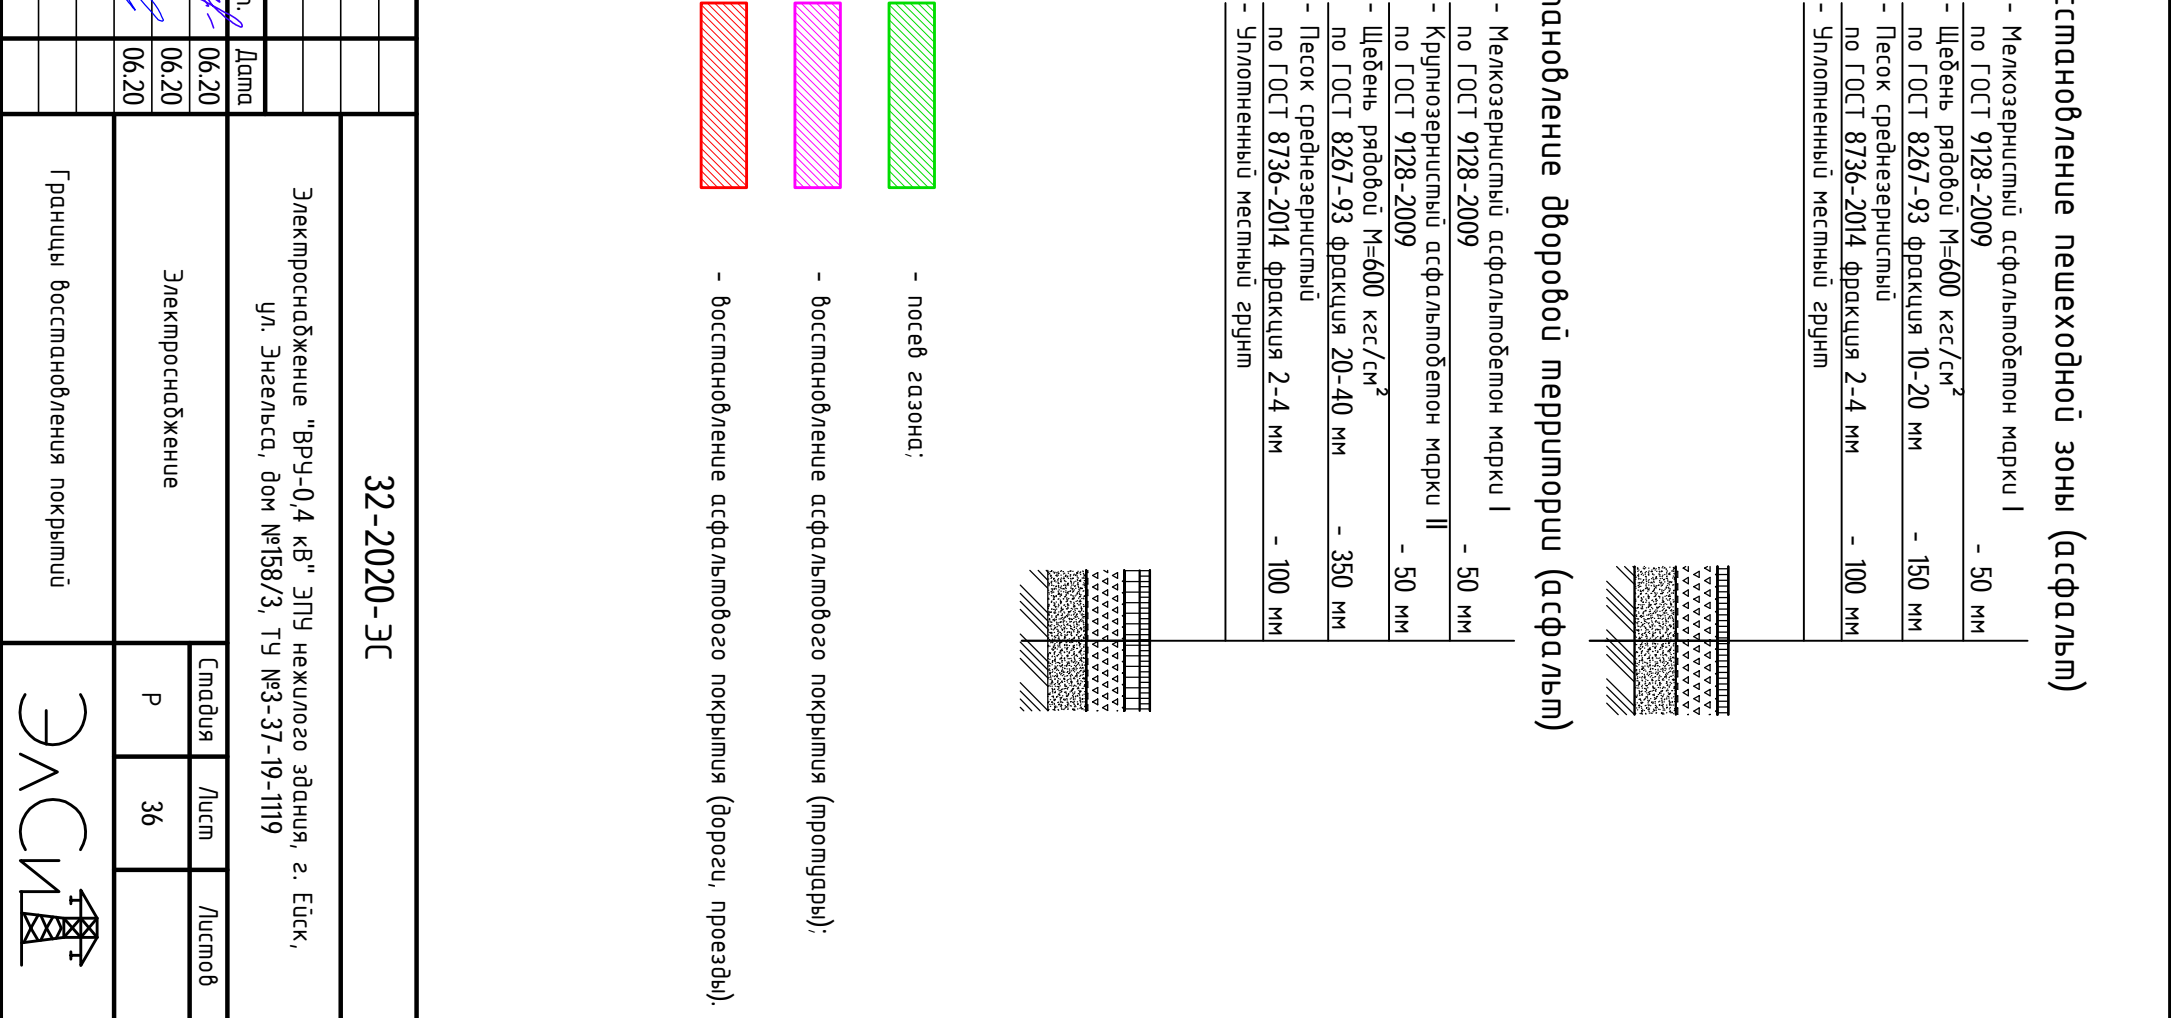 сстановление пешеходной зоны (асфальт)
- Мелкозернистый асфальтобетон марки I
по ГОСТ 9128-2009 - 50 мм
- Щебень рядовой М=600 кгс/см²
по ГОСТ 8267-93 фракция 10-20 мм - 150 мм
- Песок среднезернистый
по ГОСТ 8736-2014 фракция 2-4 мм - 100 мм
- Уплотненный местный грунт
тановление дворовой территории (асфальт)
- Мелкозернистый асфальтобетон марки I
по ГОСТ 9128-2009 - 50 мм
- Крупнозернистый асфальтобетон марки II
по ГОСТ 9128-2009 - 50 мм
- Щебень рядовой М=600 кгс/см²
по ГОСТ 8267-93 фракция 20-40 мм - 350 мм
- Песок среднезернистый
по ГОСТ 8736-2014 фракция 2-4 мм - 100 мм
- Уплотненный местный грунт
- посев газона;
- восстановление асфальтового покрытия (тротуары);
- восстановление асфальтового покрытия (дороги, проезды).
32-2020-ЭС
Электроснабжение "ВРУ-0,4 кВ" ЭПУ нежилого здания, г. Ейск,
ул. Энгельса, дом №158/3, ТУ №3-37-19-1119
п. Дата
06.20
06.20
06.20
Электроснабжение
Стадия Лист Листов
Р 36
Границы восстановления покрытий
ЭЛСИ